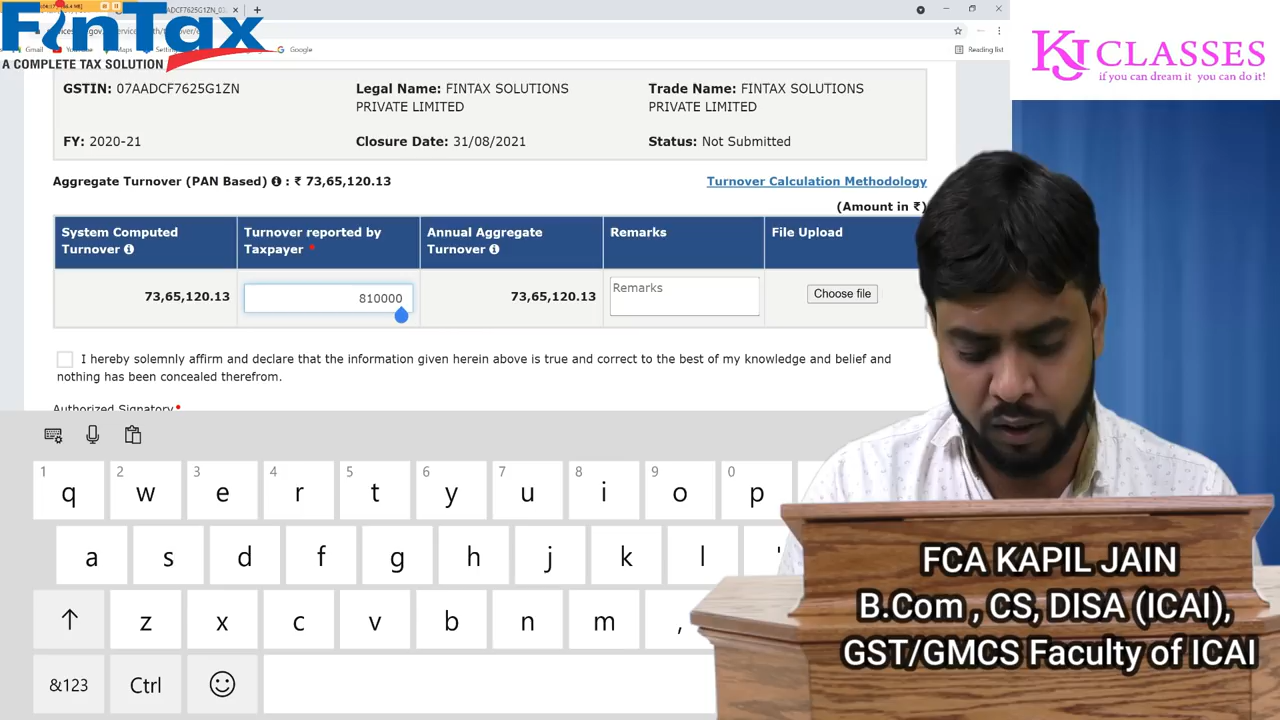 FinTax
A COMPLETE TAX SOLUTION
Gmail
Maps
Google
Reading list
KJ CLASSES
if you can dream it you can do it!
GSTIN: 07AADCF7625G1ZN
Legal Name: FINTAX SOLUTIONS PRIVATE LIMITED
Trade Name: FINTAX SOLUTIONS PRIVATE LIMITED
FY: 2020-21
Closure Date: 31/08/2021
Status: Not Submitted
Aggregate Turnover (PAN Based) : ₹ 73,65,120.13
Turnover Calculation Methodology
(Amount in ₹)
System Computed Turnover
Turnover reported by Taxpayer *
Annual Aggregate Turnover
Remarks
File Upload
73,65,120.13
810000
73,65,120.13
Remarks
Choose file
I hereby solemnly affirm and declare that the information given herein above is true and correct to the best of my knowledge and belief and
nothing has been concealed therefrom.
Authorized Signatory *
1 2 3 4 5 6 7 8 9 0
q w e r t y u i o p
a s d f g h j k l '
z x c v b n m ,
&123 Ctrl
FCA KAPIL JAIN
B.Com , CS, DISA (ICAI),
GST/GMCS Faculty of ICAI